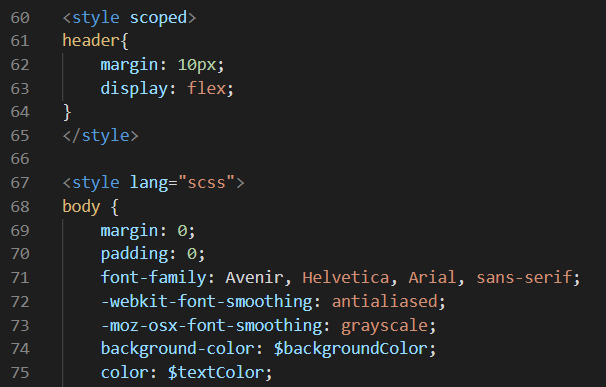 60 <style scoped>
61 header{
62 margin: 10px;
63 display: flex;
64 }
65 </style>
66
67 <style lang="scss">
68 body {
69 margin: 0;
70 padding: 0;
71 font-family: Avenir, Helvetica, Arial, sans-serif;
72 -webkit-font-smoothing: antialiased;
73 -moz-osx-font-smoothing: grayscale;
74 background-color: $backgroundColor;
75 color: $textColor;